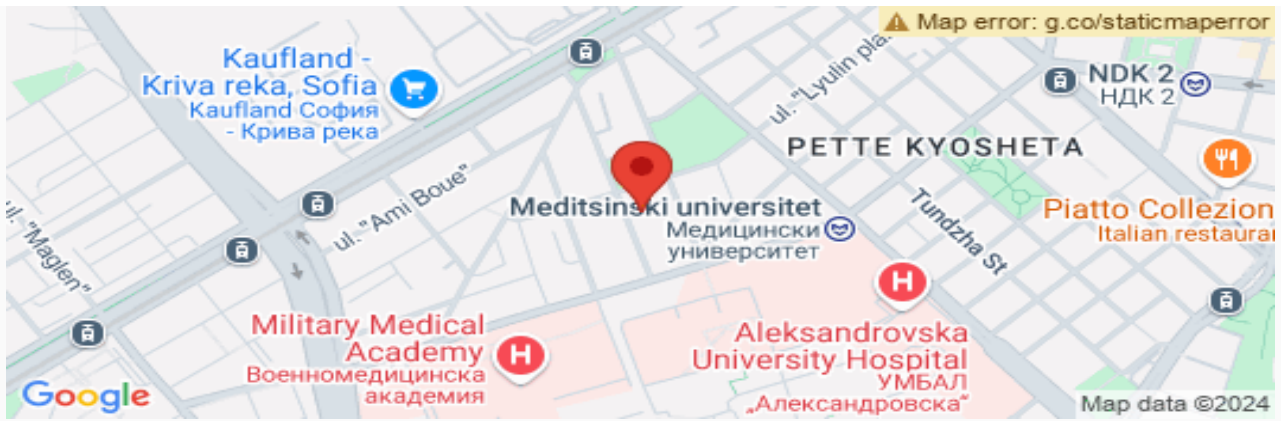 Map error: g.co/staticmaperror
Kaufland -
Kriva reka, Sofia
Kaufland София
- Крива река
ul. "Lyulin pla
NDK 2
НДК 2
PETTE KYOSHETA
ul. "Ami Boue"
ul. "Maglen"
Meditsinski universitet
Медицински
университет
Tundzha St
Piatto Collezion
Italian restaurar
Military Medical
Academy
Военномедицинска
академия
H
H
Aleksandrovska
University Hospital
УМБАЛ
„Александровска“
Google
Map data ©2024